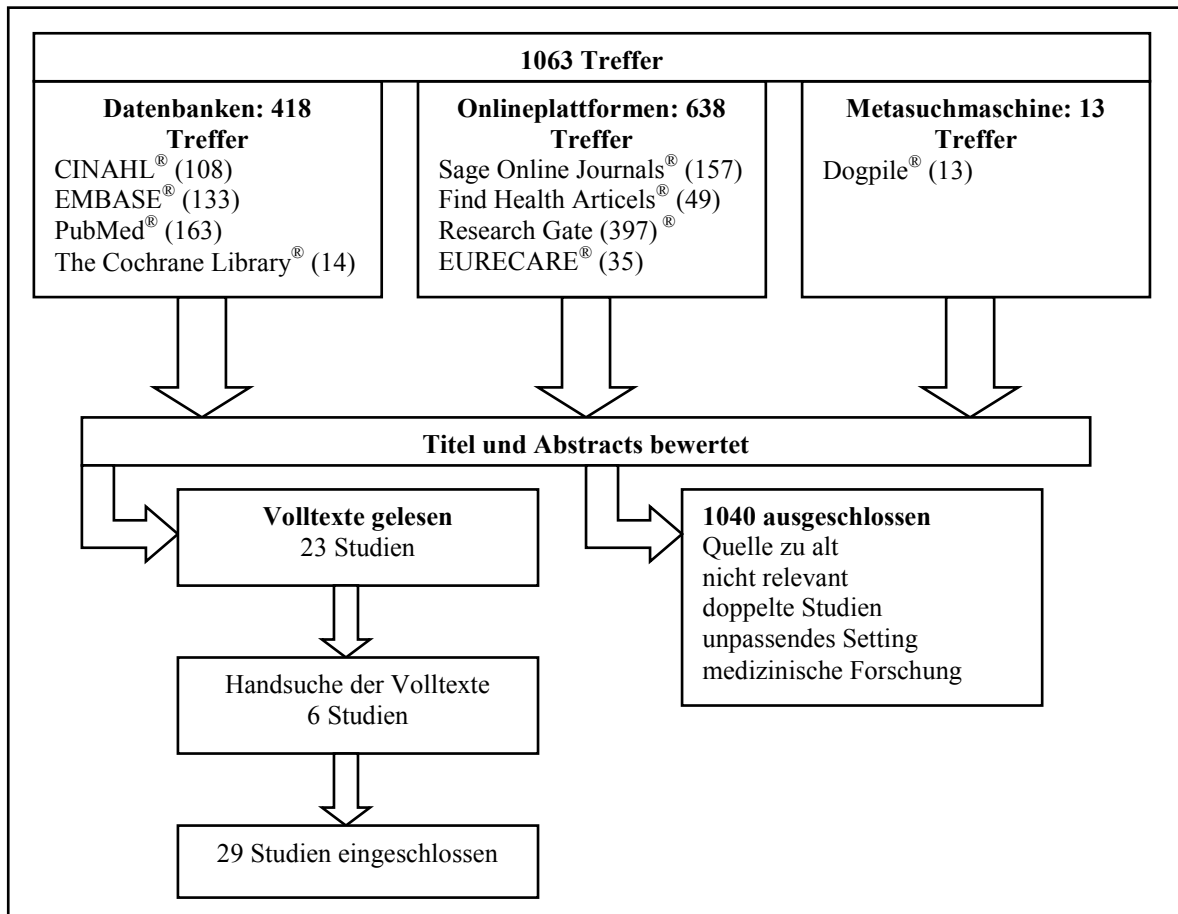 1063 Treffer
Datenbanken: 418
Treffer
CINAHL® (108)
EMBASE® (133)
PubMed® (163)
The Cochrane Library® (14)
Onlineplattformen: 638
Treffer
Sage Online Journals® (157)
Find Health Articels® (49)
Research Gate (397) ®
EURECARE® (35)
Metasuchmaschine: 13
Treffer
Dogpile® (13)
Titel und Abstracts bewertet
Volltexte gelesen
23 Studien
1040 ausgeschlossen
Quelle zu alt
nicht relevant
doppelte Studien
unpassendes Setting
medizinische Forschung
Handsuche der Volltexte
6 Studien
29 Studien eingeschlossen